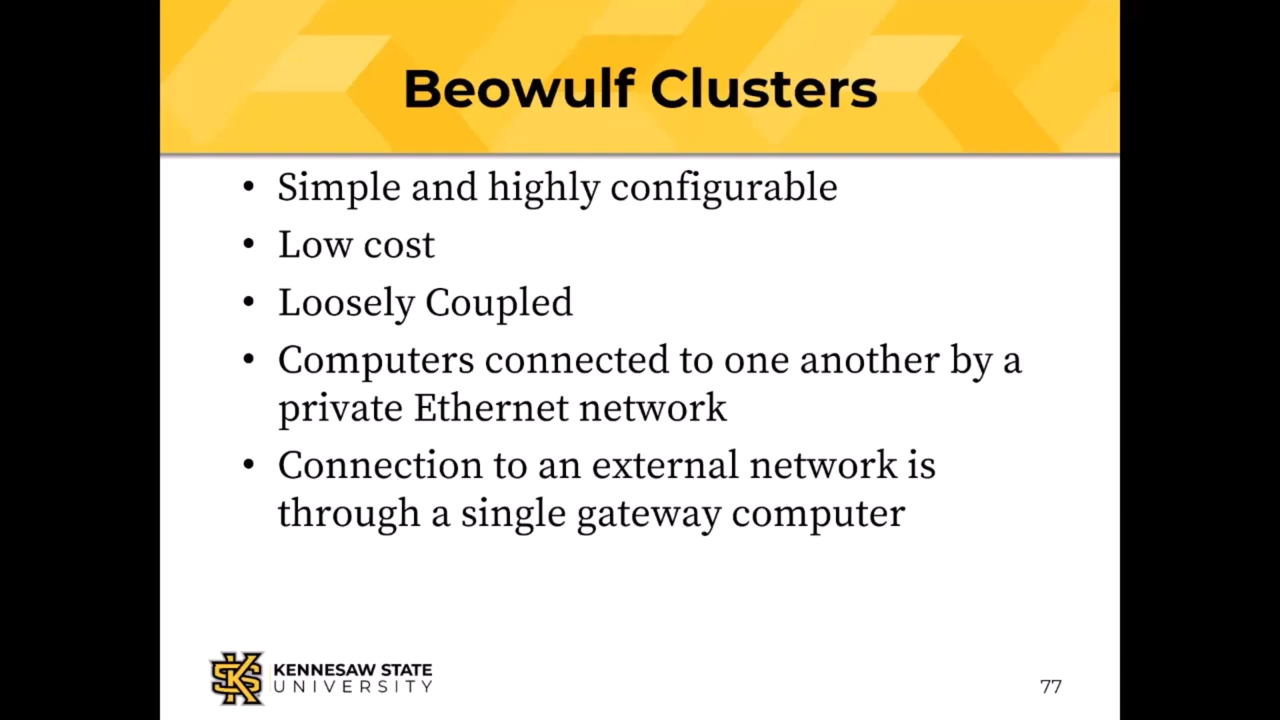 Beowulf Clusters
• Simple and highly configurable
• Low cost
• Loosely Coupled
• Computers connected to one another by a
private Ethernet network
• Connection to an external network is
through a single gateway computer
KENNESAW STATE
UNIVERSITY
77